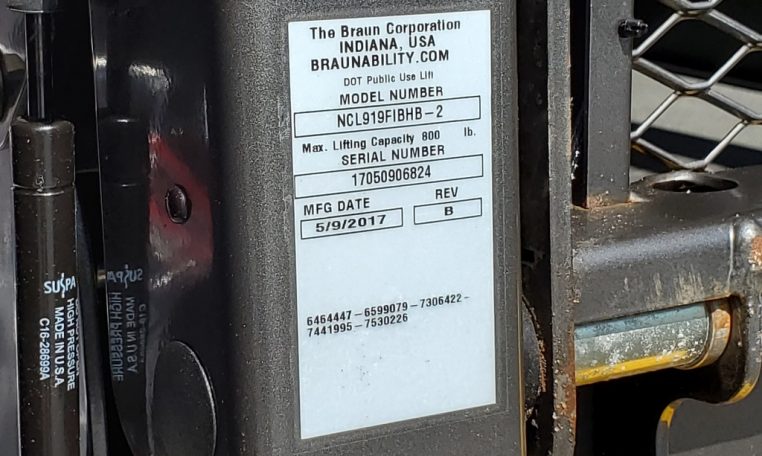 The Braun Corporation
INDIANA, USA
BRAUNABILITY.COM
DOT Public Use Lift
MODEL NUMBER
NCL919FIBHB-2
Max. Lifting Capacity 800 lb.
SERIAL NUMBER
17050906824
MFG DATE REV
5/9/2017 B
6464447-6599079-7306422-
7441995-7530226
SUSPA
HIGH PRESSURE
MADE IN U.S.A.
C16-28699A